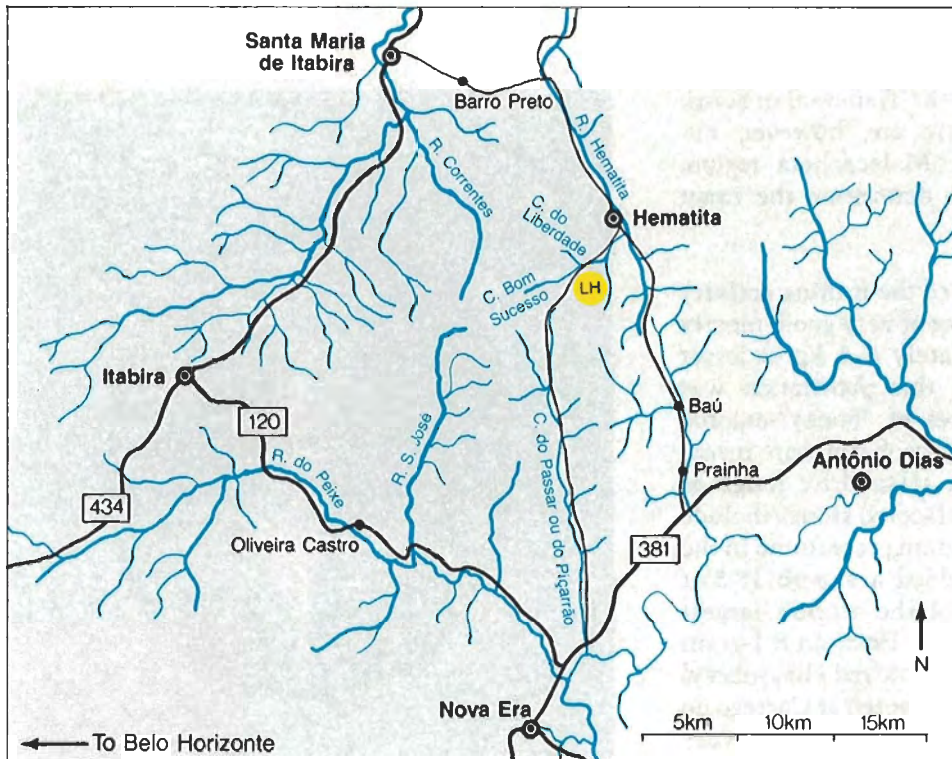 Santa Maria
de Itabira
Barro Preto
R. Hematita
R. Correntes
Hematita
C. do
Liberdade
LH
C. Bom
Sucesso
Itabira
120
R. S. José
Baú
C. do Passar ou do Piçarrão
Prainha
Antônio Dias
R. do Peixe
434
Oliveira Castro
381
N
Nova Era
5km
10km
15km
To Belo Horizonte